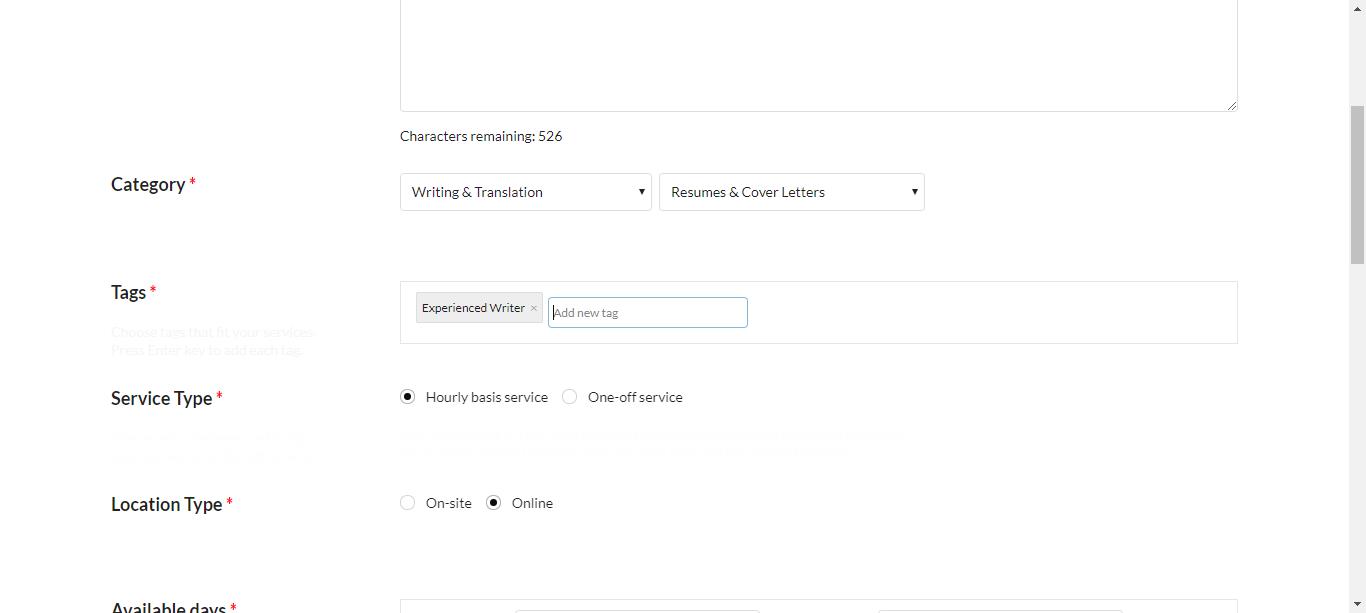 Characters remaining: 526
Category *
Writing & Translation
Resumes & Cover Letters
Tags *
Experienced Writer ×
Add new tag
Choose tags that fit your services.
Press Enter key to add each tag.
Service Type *
Hourly basis service
One-off service
Location Type *
On-site
Online
Available days *